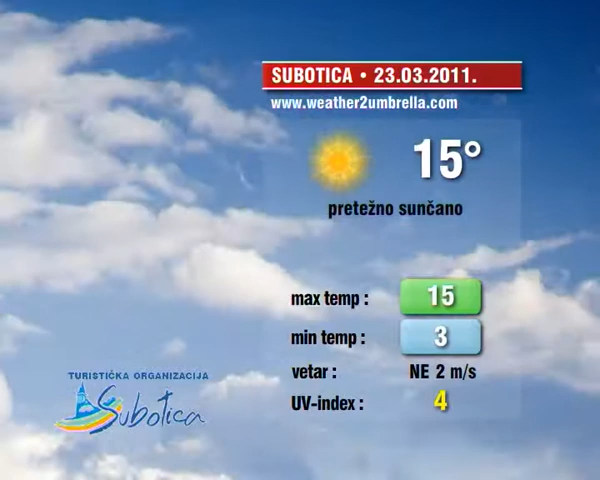 SUBOTICA • 23.03.2011.
www.weather2umbrella.com
15°
pretežno sunčano
max temp : 15
min temp : 3
vetar : NE 2 m/s
UV-index : 4
TURISTIČKA ORGANIZACIJA
Subotica